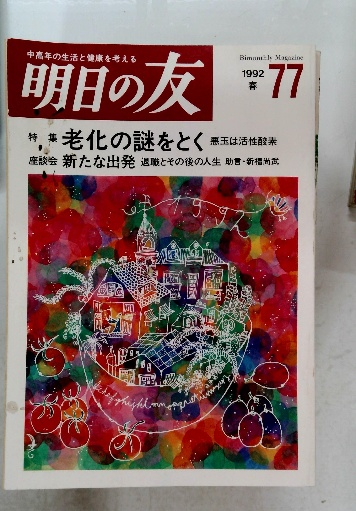 中高年の生活と健康を考える
明日の友
Bimonthly Magazine
1992
春
77
特集 老化の謎をとく 悪玉は活性酸素
座談会 新たな出発 退職とその後の人生 助言・新福尚武
1992